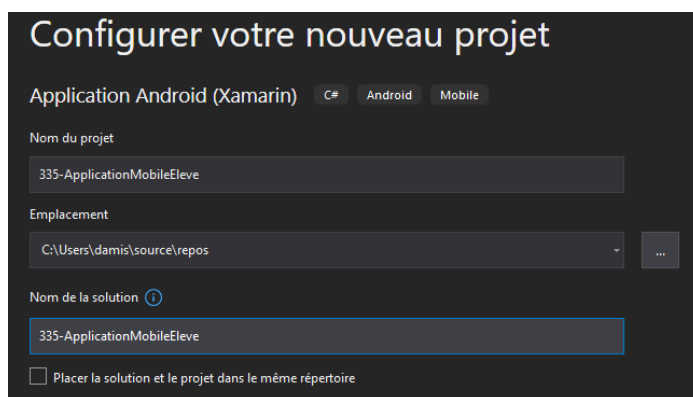 Configurer votre nouveau projet
Application Android (Xamarin) C# Android Mobile
Nom du projet
335-ApplicationMobileEleve
Emplacement
C:\Users\damis\source\repos
...
Nom de la solution
335-ApplicationMobileEleve
Placer la solution et le projet dans le même répertoire